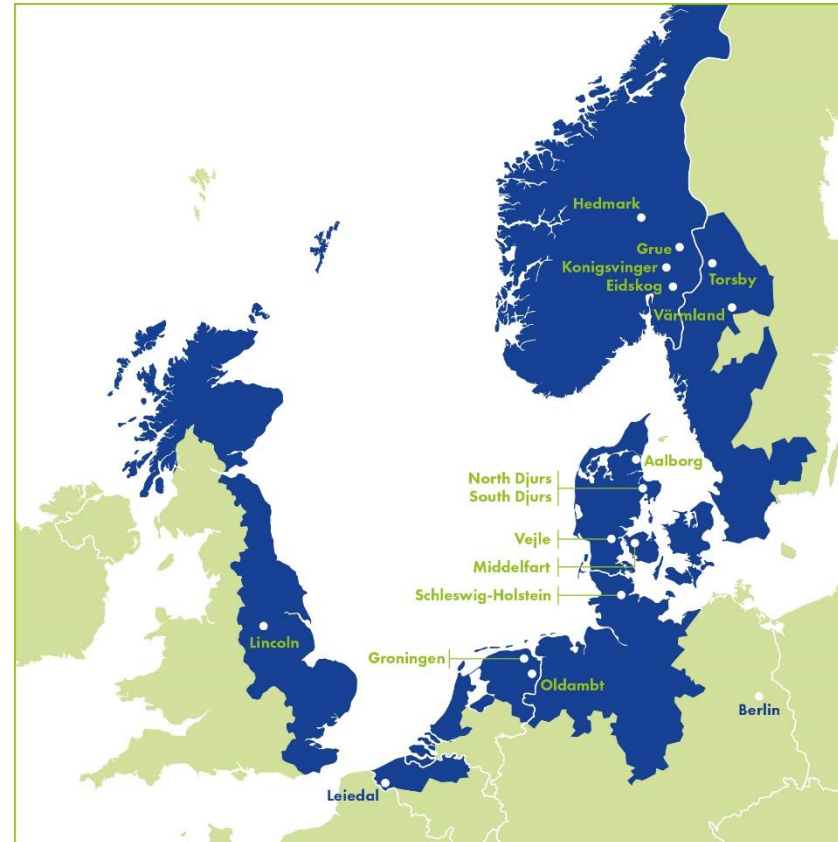 Hedmark
Grue
Konigsvinger
Torsby
Eidskog
Värmland
Aalborg
North Djurs
South Djurs
Vejle
Middelfart
Schleswig-Holstein
Lincoln
Groningen
Oldambt
Berlin
Leiedal